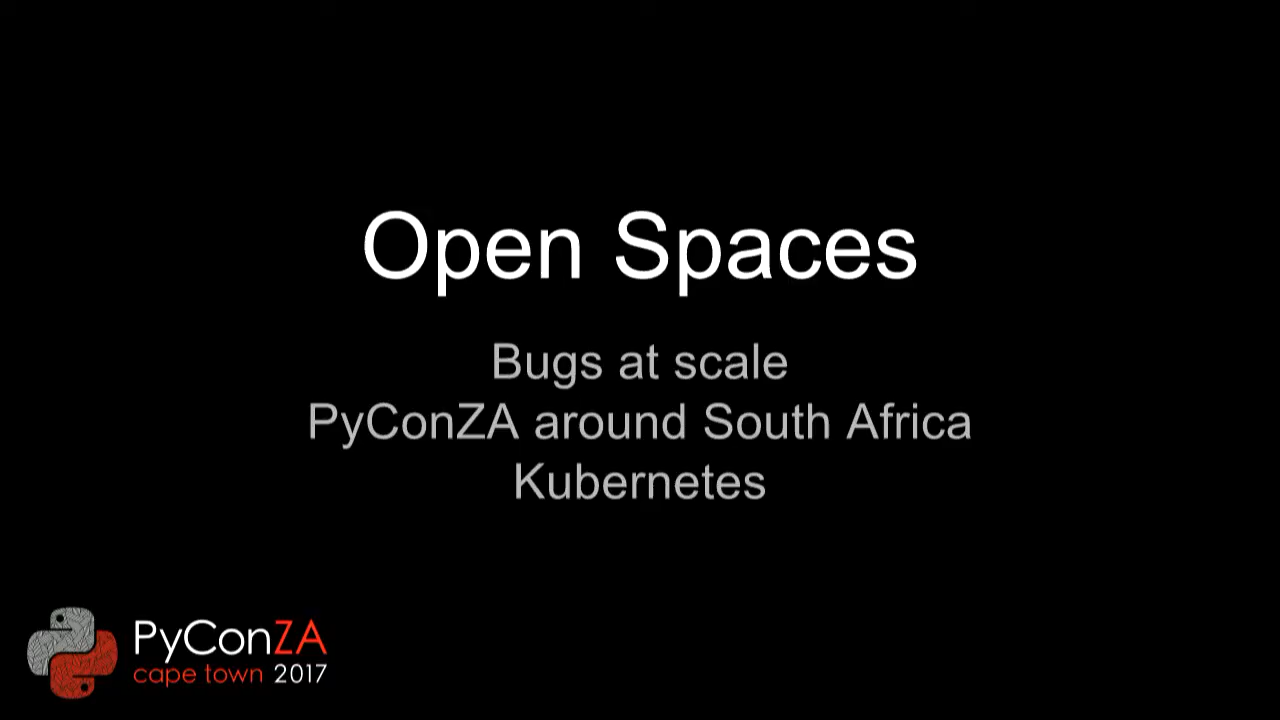 Open Spaces
Bugs at scale
PyConZA around South Africa
Kubernetes
PyConZA
cape town 2017